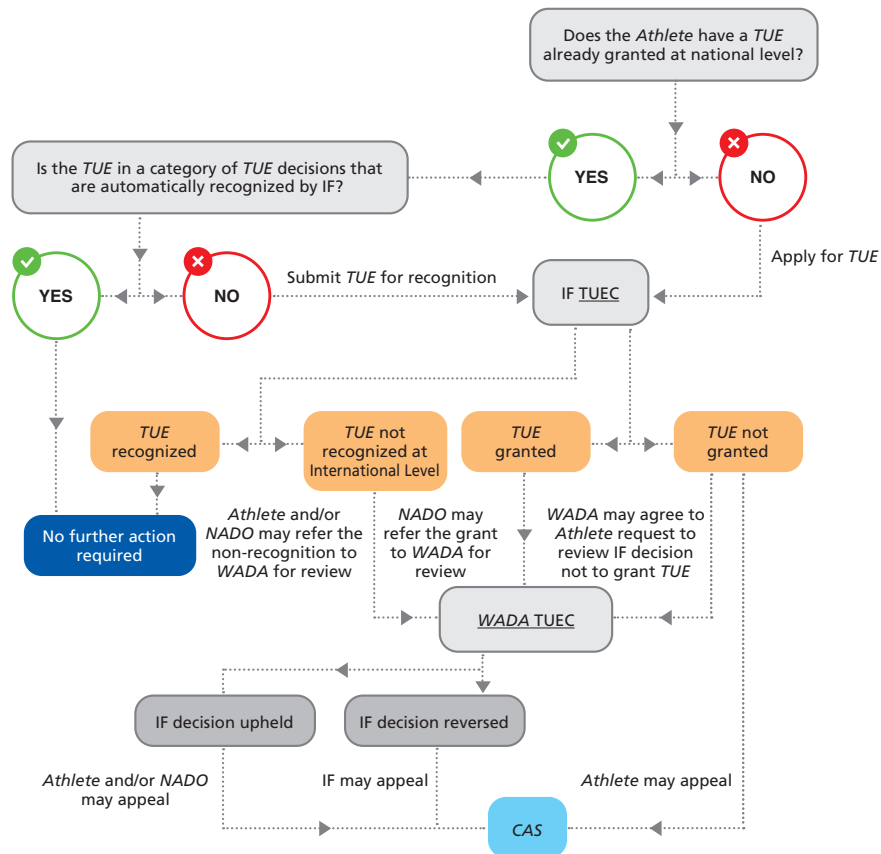 Does the Athlete have a TUE
already granted at national level?
Is the TUE in a category of TUE decisions that
are automatically recognized by IF?
YES
NO
Apply for TUE
YES
NO
Submit TUE for recognition
IF TUEC
TUE
recognized
TUE not
recognized at
International Level
TUE
granted
TUE not
granted
No further action
required
Athlete and/or
NADO may refer the
non-recognition to
WADA for review
NADO may
refer the grant
to WADA for
review
WADA may agree to
Athlete request to
review IF decision
not to grant TUE
WADA TUEC
IF decision upheld
IF decision reversed
Athlete and/or NADO
may appeal
IF may appeal
Athlete may appeal
CAS